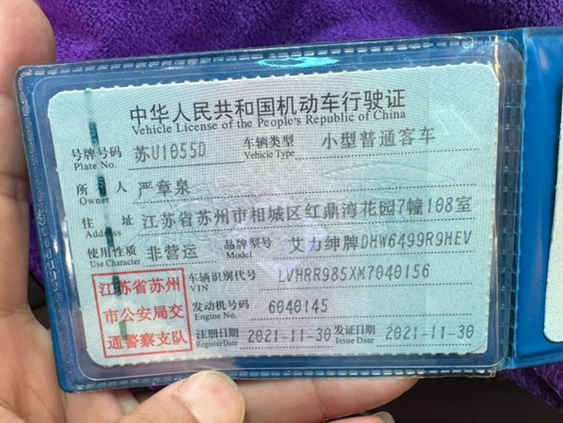 中华人民共和国机动车行驶证
Vehicle License of the People's Republic of China
号牌号码 苏U1055D 车辆类型 小型普通客车
Plate No. Vehicle Type
所有人 严章泉
Owner
住址 江苏省苏州市相城区红鼎湾花园7幢108室
Address
使用性质 非营运 品牌型号 艾力绅牌DHW6499R9HEV
Use Character Model
江苏省苏州
市公安局交
通警察支队
车辆识别代号 LVHRR985XM7040156
VIN
发动机号码 6040145
Engine No.
注册日期 2021-11-30 发证日期 2021-11-30
Register Date Issue Date